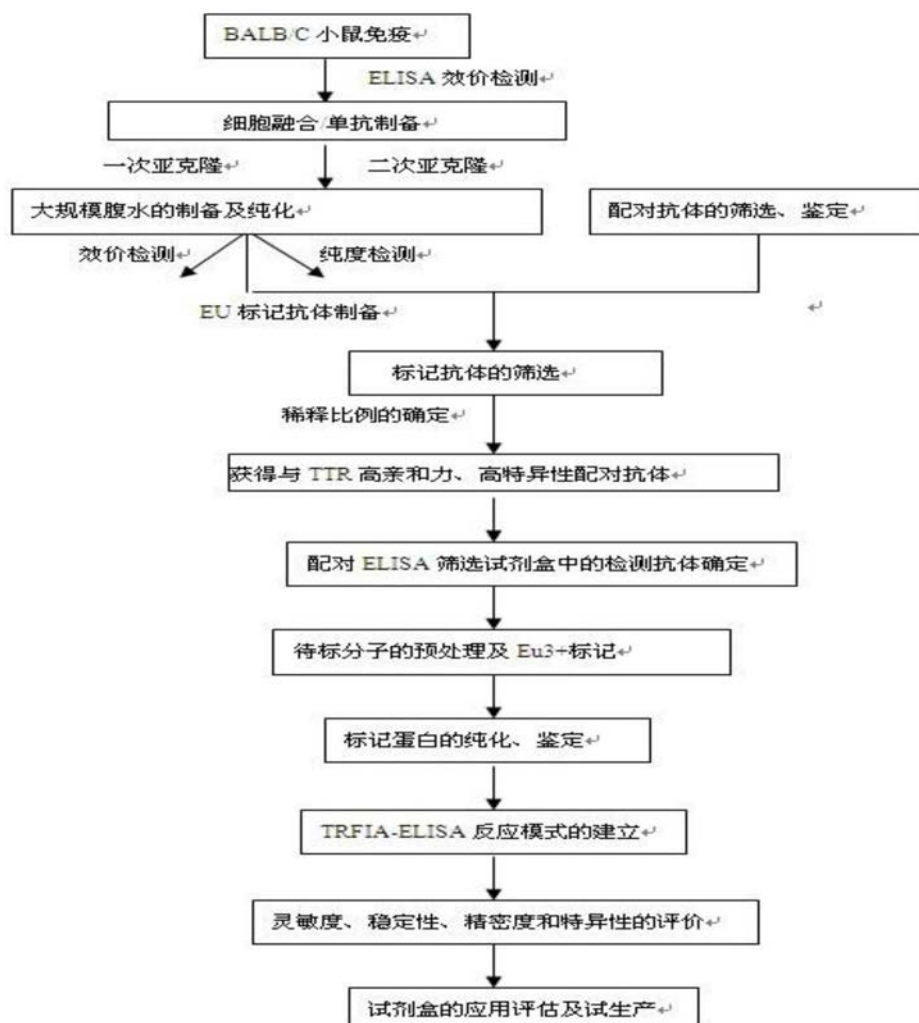 BALB/C 小鼠免疫↵
ELISA 效价检测↵
细胞融合/单抗制备↵
一次亚克隆↵ 二次亚克隆↵
大规模腹水的制备及纯化↵ 配对抗体的筛选、鉴定↵
效价检测↵ 纯度检测↵
EU 标记抗体制备↵ ↵
标记抗体的筛选↵
稀释比例的确定↵
获得与 TTR 高亲和力、高特异性配对抗体↵
配对 ELISA 筛选试剂盒中的检测抗体确定↵
待标分子的预处理及 Eu3+标记↵
标记蛋白的纯化、鉴定↵
TRFIA-ELISA 反应模式的建立↵
灵敏度、稳定性、精密度和特异性的评价↵
试剂盒的应用评估及试生产↵